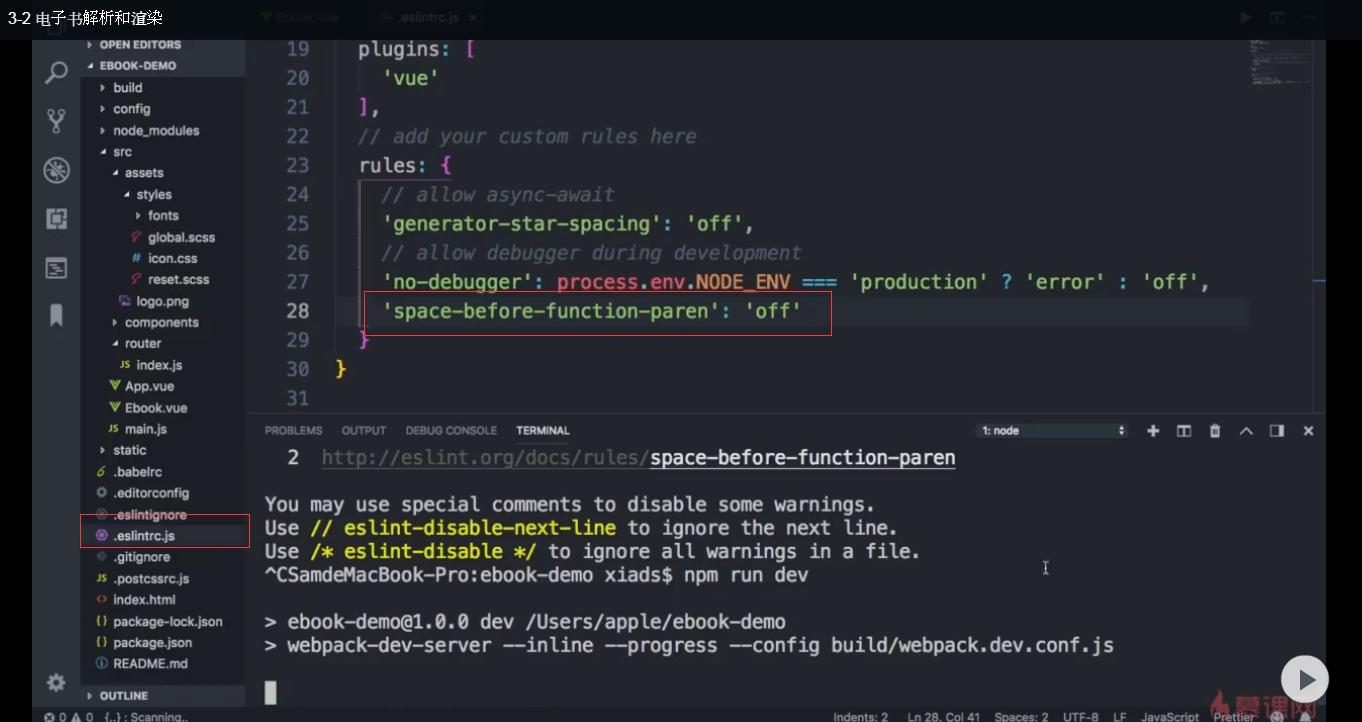 3-2 电子书解析和渲染
Ebook.vue
.eslintrc.js
OPEN EDITORS
EBOOK-DEMO
build
config
node_modules
src
assets
styles
fonts
global.scss
icon.css
reset.scss
logo.png
components
router
index.js
App.vue
Ebook.vue
main.js
static
.babelrc
.editorconfig
.eslintignore
.eslintrc.js
.gitignore
.postcssrc.js
index.html
package-lock.json
package.json
README.md
OUTLINE
19 plugins: [
20 'vue'
21 ],
22 // add your custom rules here
23 rules: {
24 // allow async-await
25 'generator-star-spacing': 'off',
26 // allow debugger during development
27 'no-debugger': process.env.NODE_ENV === 'production' ? 'error' : 'off',
28 'space-before-function-paren': 'off'
29 }
30 }
31
PROBLEMS OUTPUT DEBUG CONSOLE TERMINAL 1: node
2 http://eslint.org/docs/rules/space-before-function-paren
You may use special comments to disable some warnings.
Use // eslint-disable-next-line to ignore the next line.
Use /* eslint-disable */ to ignore all warnings in a file.
^CSamdeMacBook-Pro:ebook-demo xiads$ npm run dev
> ebook-demo@1.0.0 dev /Users/apple/ebook-demo
> webpack-dev-server --inline --progress --config build/webpack.dev.conf.js
慕课网
0 0 {..} : Scanning.. Indents: 2 Ln 28, Col 41 Spaces: 2 UTF-8 LF JavaScript Prettier